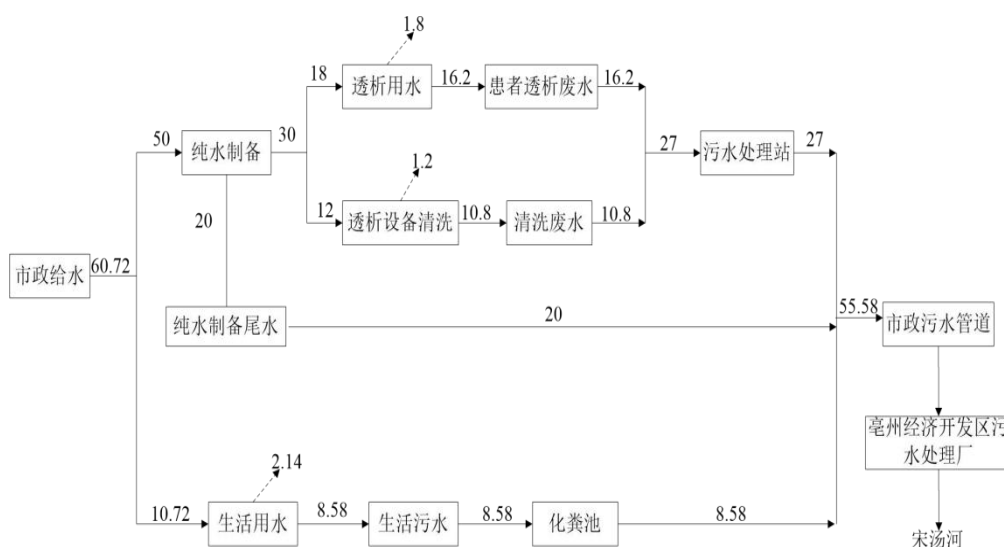 1.8
18
透析用水
16.2
患者透析废水
16.2
50
纯水制备
30
27
污水处理站
27
1.2
12
透析设备清洗
10.8
清洗废水
10.8
20
市政给水
60.72
纯水制备尾水
20
55.58
市政污水管道
亳州经济开发区污
水处理厂
2.14
10.72
生活用水
8.58
生活污水
8.58
化粪池
8.58
宋汤河